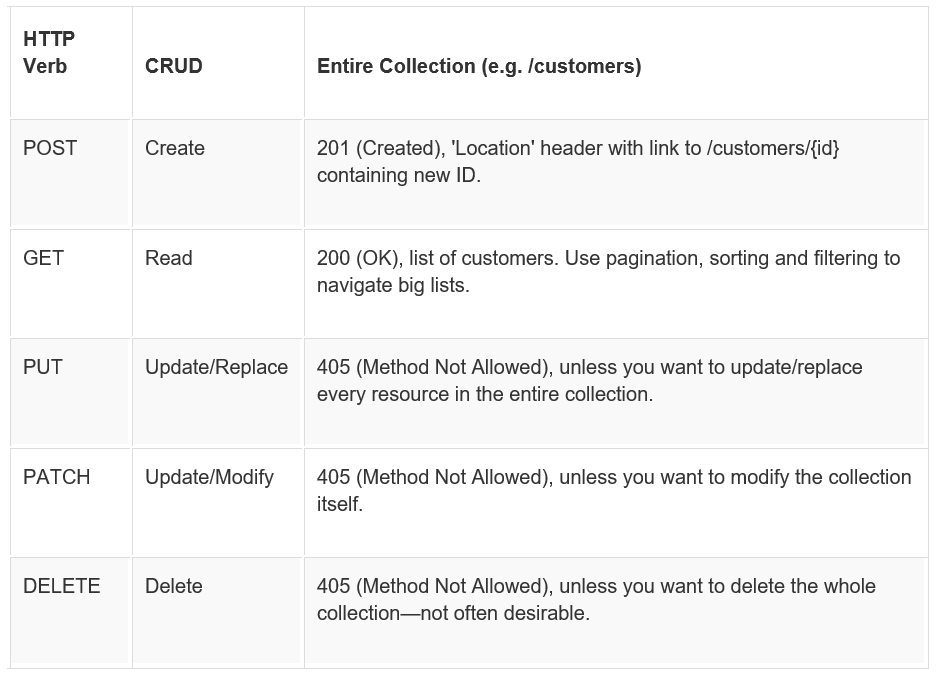 HTTP
Verb
CRUD
Entire Collection (e.g. /customers)
POST
Create
201 (Created), 'Location' header with link to /customers/{id}
containing new ID.
GET
Read
200 (OK), list of customers. Use pagination, sorting and filtering to
navigate big lists.
PUT
Update/Replace
405 (Method Not Allowed), unless you want to update/replace
every resource in the entire collection.
PATCH
Update/Modify
405 (Method Not Allowed), unless you want to modify the collection
itself.
DELETE
Delete
405 (Method Not Allowed), unless you want to delete the whole
collection—not often desirable.